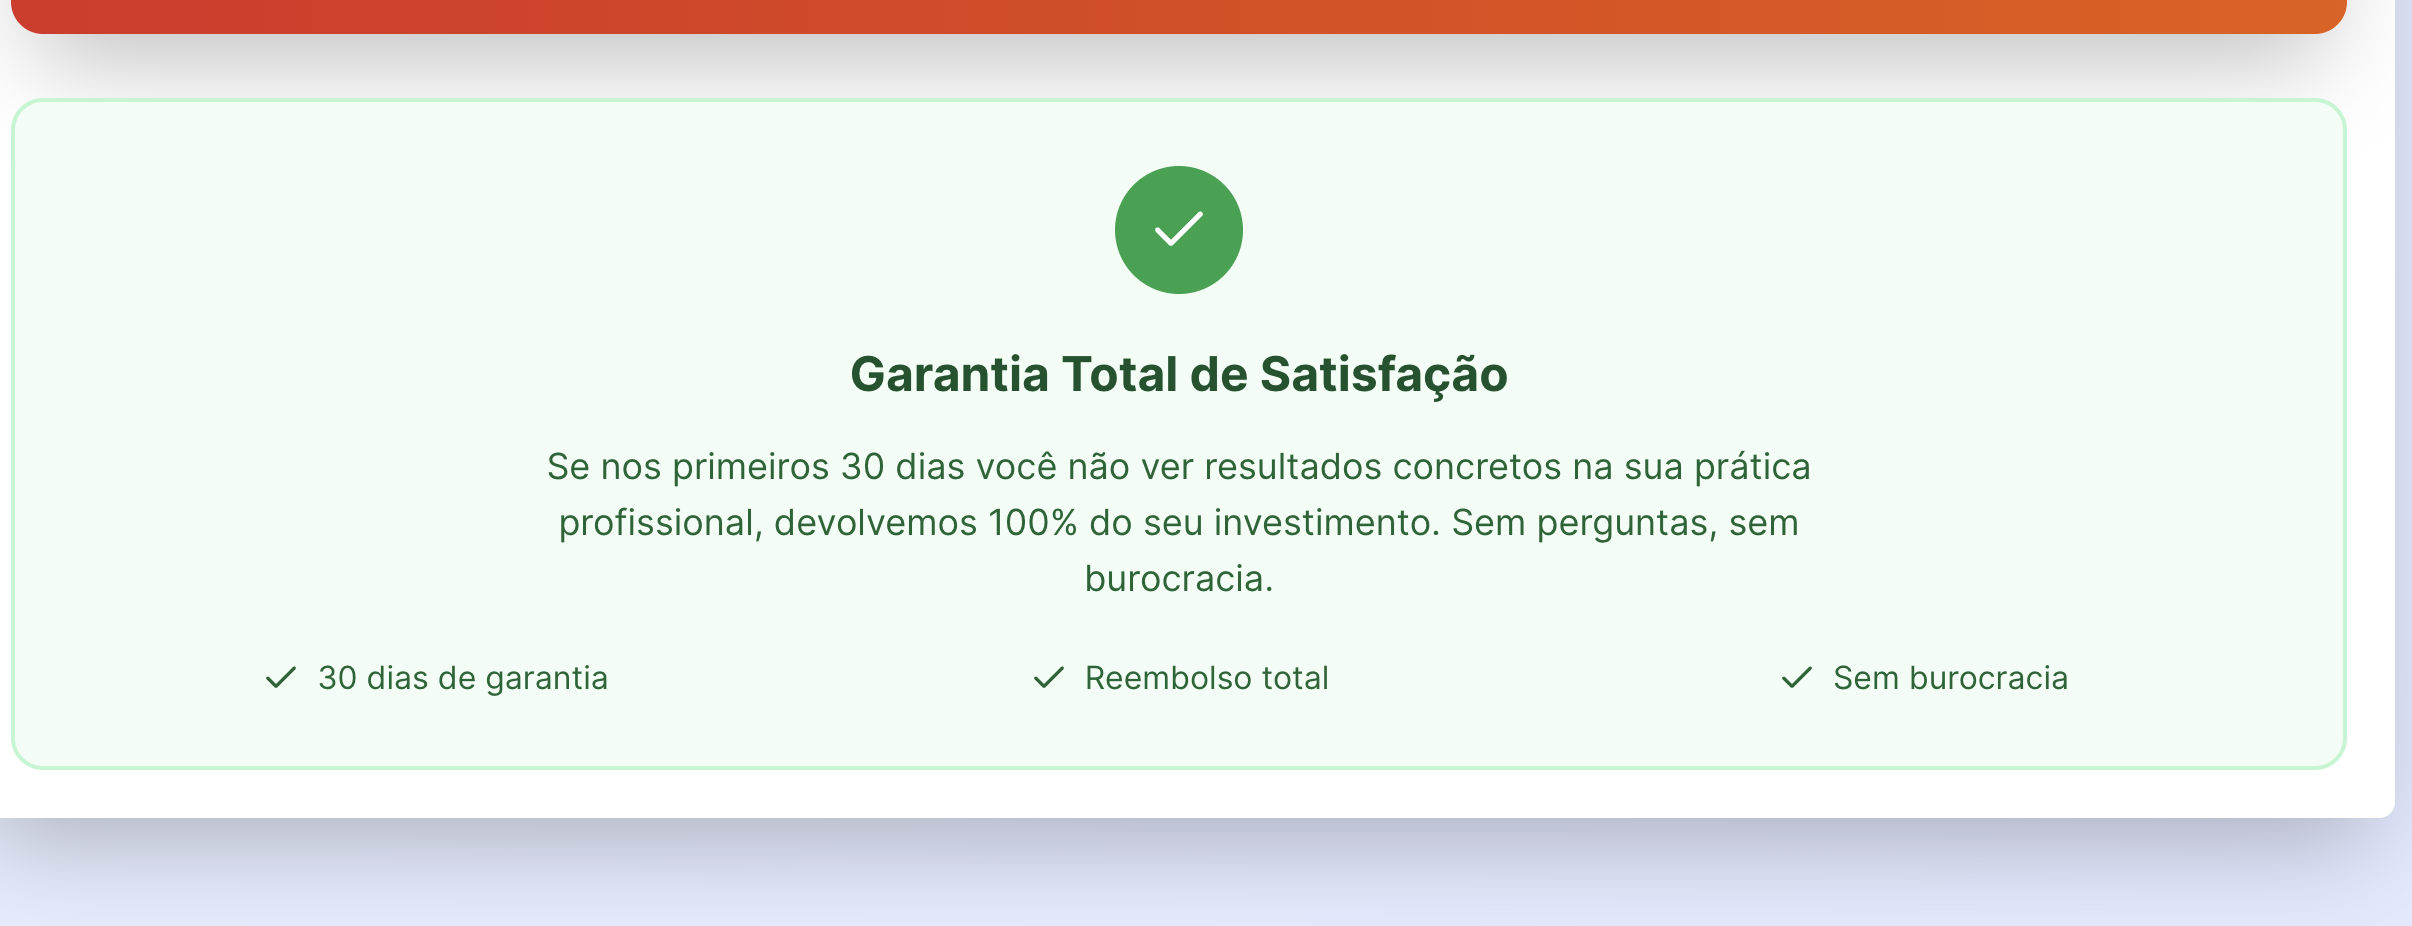 Garantia Total de Satisfação
Se nos primeiros 30 dias você não ver resultados concretos na sua prática
profissional, devolvemos 100% do seu investimento. Sem perguntas, sem
burocracia.
30 dias de garantia
Reembolso total
Sem burocracia